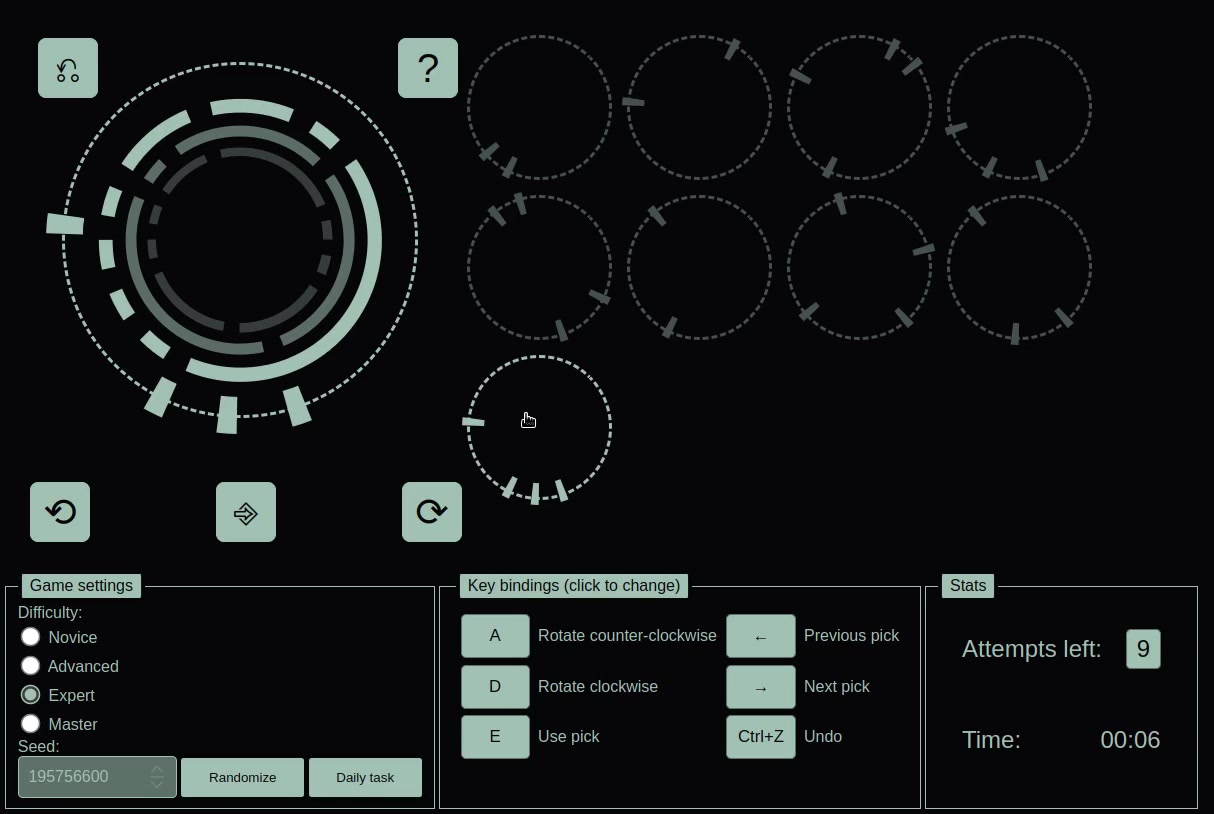 ?
Game settings
Difficulty:
Novice
Advanced
Expert
Master
Seed:
195756600
Randomize
Daily task
Key bindings (click to change)
A Rotate counter-clockwise ← Previous pick
D Rotate clockwise → Next pick
E Use pick Ctrl+Z Undo
Stats
Attempts left: 9
Time: 00:06